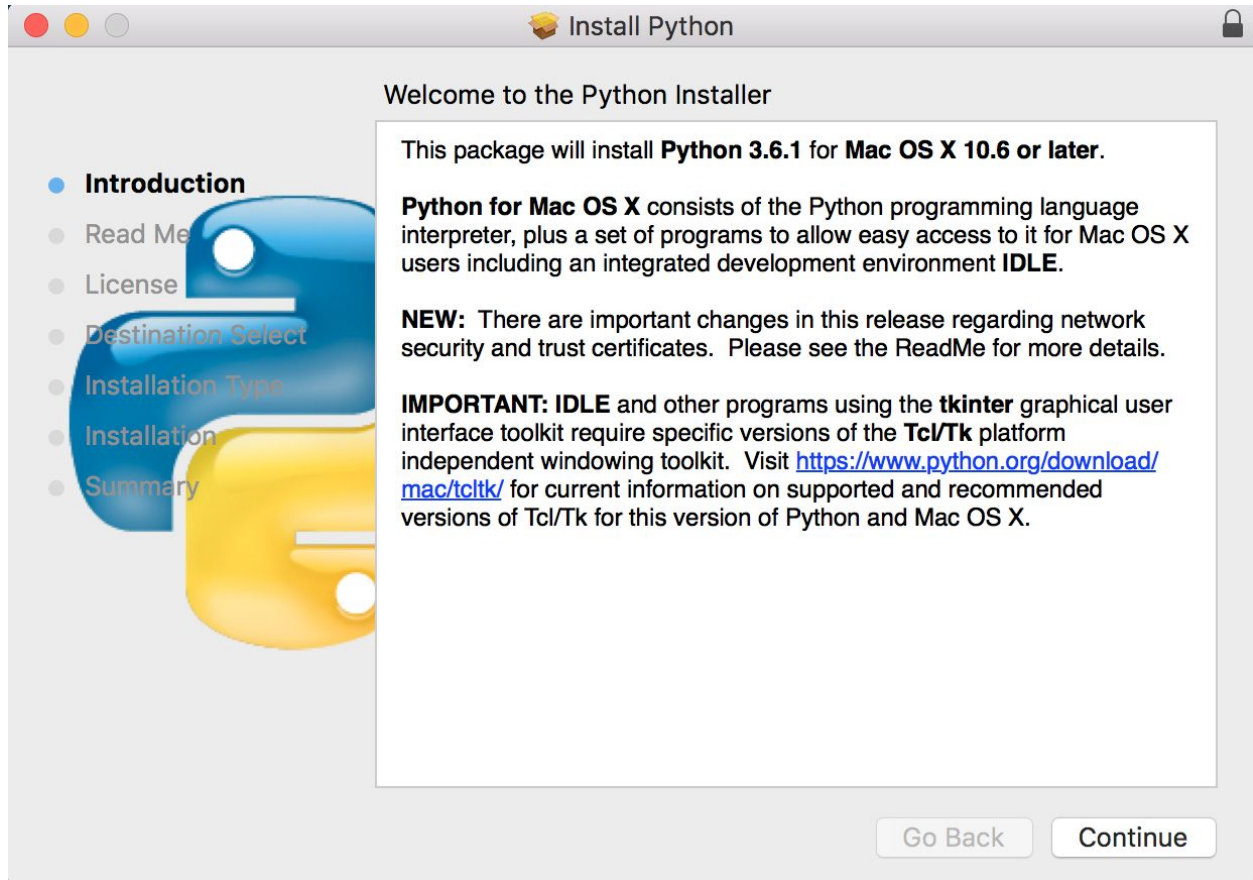 Install Python
Welcome to the Python Installer
Introduction
Read Me
License
Destination Select
Installation Type
Installation
Summary
This package will install Python 3.6.1 for Mac OS X 10.6 or later.
Python for Mac OS X consists of the Python programming language
interpreter, plus a set of programs to allow easy access to it for Mac OS X
users including an integrated development environment IDLE.
NEW:  There are important changes in this release regarding network
security and trust certificates.  Please see the ReadMe for more details.
IMPORTANT: IDLE and other programs using the tkinter graphical user
interface toolkit require specific versions of the Tcl/Tk platform
independent windowing toolkit.  Visit https://www.python.org/download/
mac/tcltk/ for current information on supported and recommended
versions of Tcl/Tk for this version of Python and Mac OS X.
Go Back
Continue